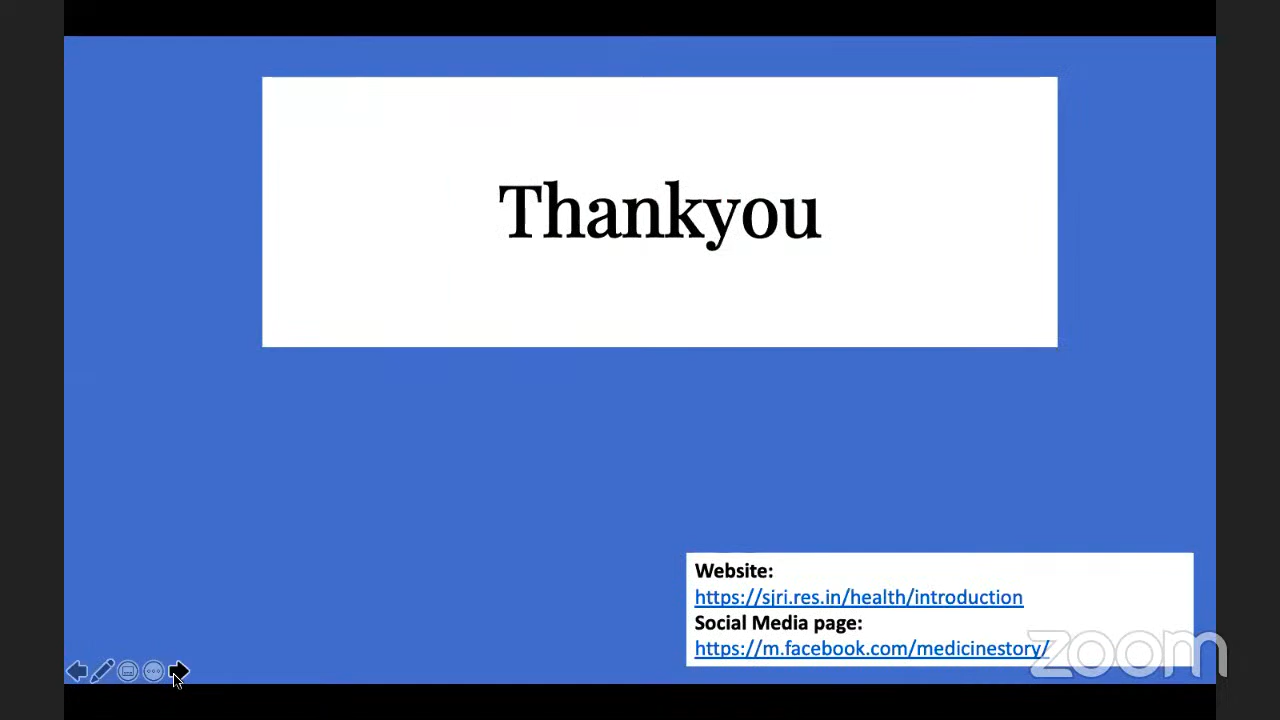 Thankyou
Website:
https://sjri.res.in/health/introduction
Social Media page:
https://m.facebook.com/medicinestory/
zoom